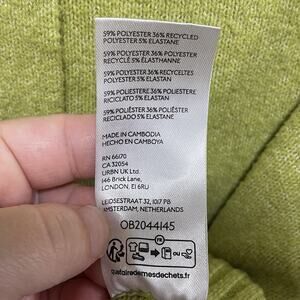 59% POLYESTER 36% RECYCLED
POLYESTER 5% ELASTANE
59% POLYESTER 36% POLYESTER
RECYCLÉ 5% ÉLASTHANNE
59% POLYESTER 36% RECYCELTES
POLYESTER 5% ELASTAN
59% POLIESTERE 36% POLIESTERE
RICICLATO 5% ELASTAN
59% POLIÉSTER 36% POLIÉSTER
RECICLADO 5% ELASTANO
MADE IN CAMBODIA
HECHO EN CAMBOYA
RN 66170
CA 32054
URBN UK Ltd
146 Brick Lane,
LONDON, E1 6RU
LEIDSESTRAAT 32, 1017 PB
AMSTERDAM, NETHERLANDS
OB2044145
FR
OU
quefairedemesdechets.fr